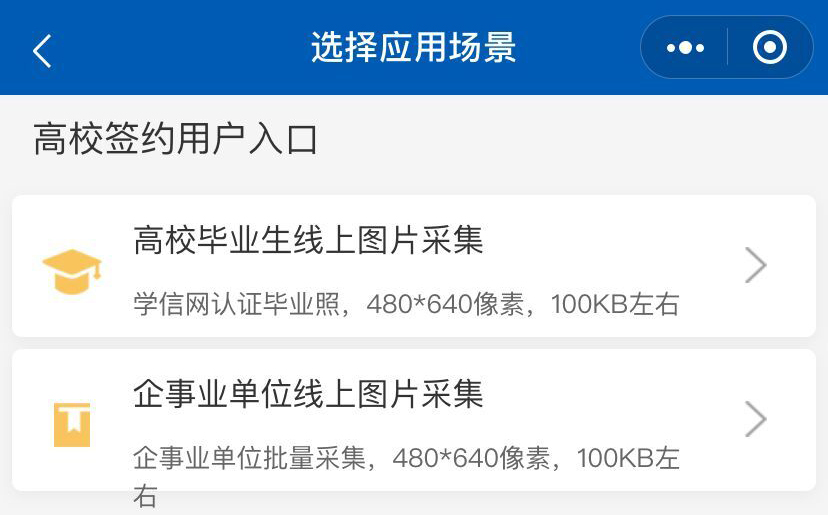 选择应用场景
高校签约用户入口
高校毕业生线上图片采集
学信网认证毕业照，480*640像素，100KB左右
企事业单位线上图片采集
企事业单位批量采集，480*640像素，100KB左
右